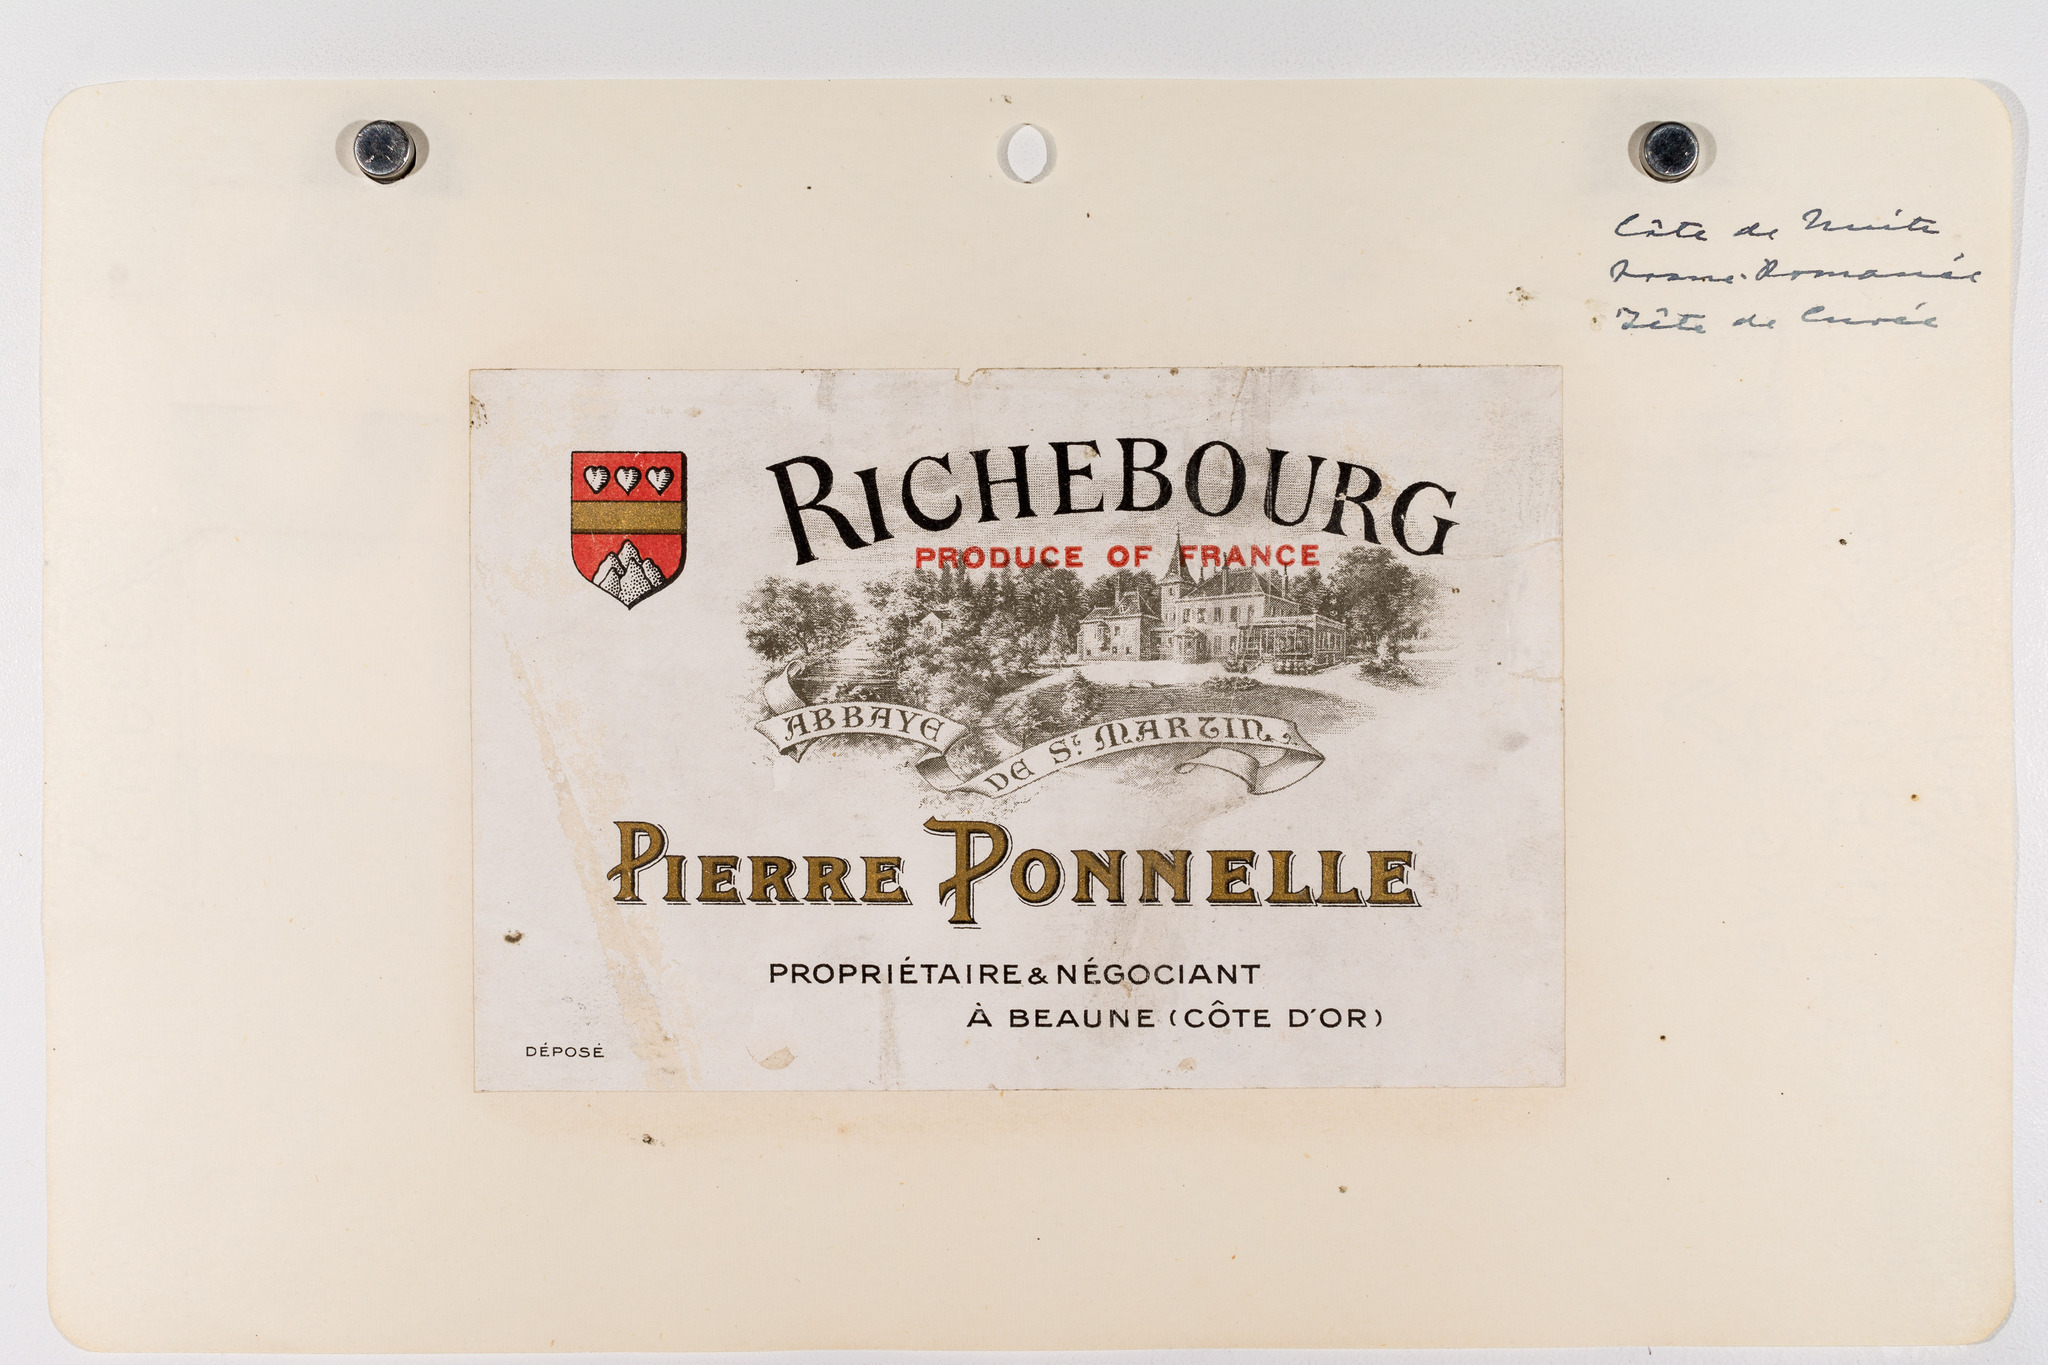 Côte de Nuits
Vosne-Romanée
Tête de Cuvée
RICHEBOURG
PRODUCE OF FRANCE
ABBAYE DE St. MARTIN
PIERRE PONNELLE
PROPRIÉTAIRE & NÉGOCIANT
À BEAUNE (CÔTE D'OR)
DÉPOSÉ